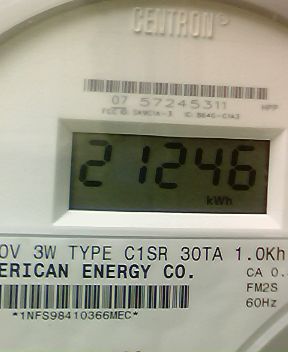 CENTRON®
07 57245311 HPP
21246
kWh
0V 3W TYPE C1SR 30TA 1.0Kh
ERICAN ENERGY CO.
CA 0.
FM2S
60Hz
*1NFS98410366MEC*